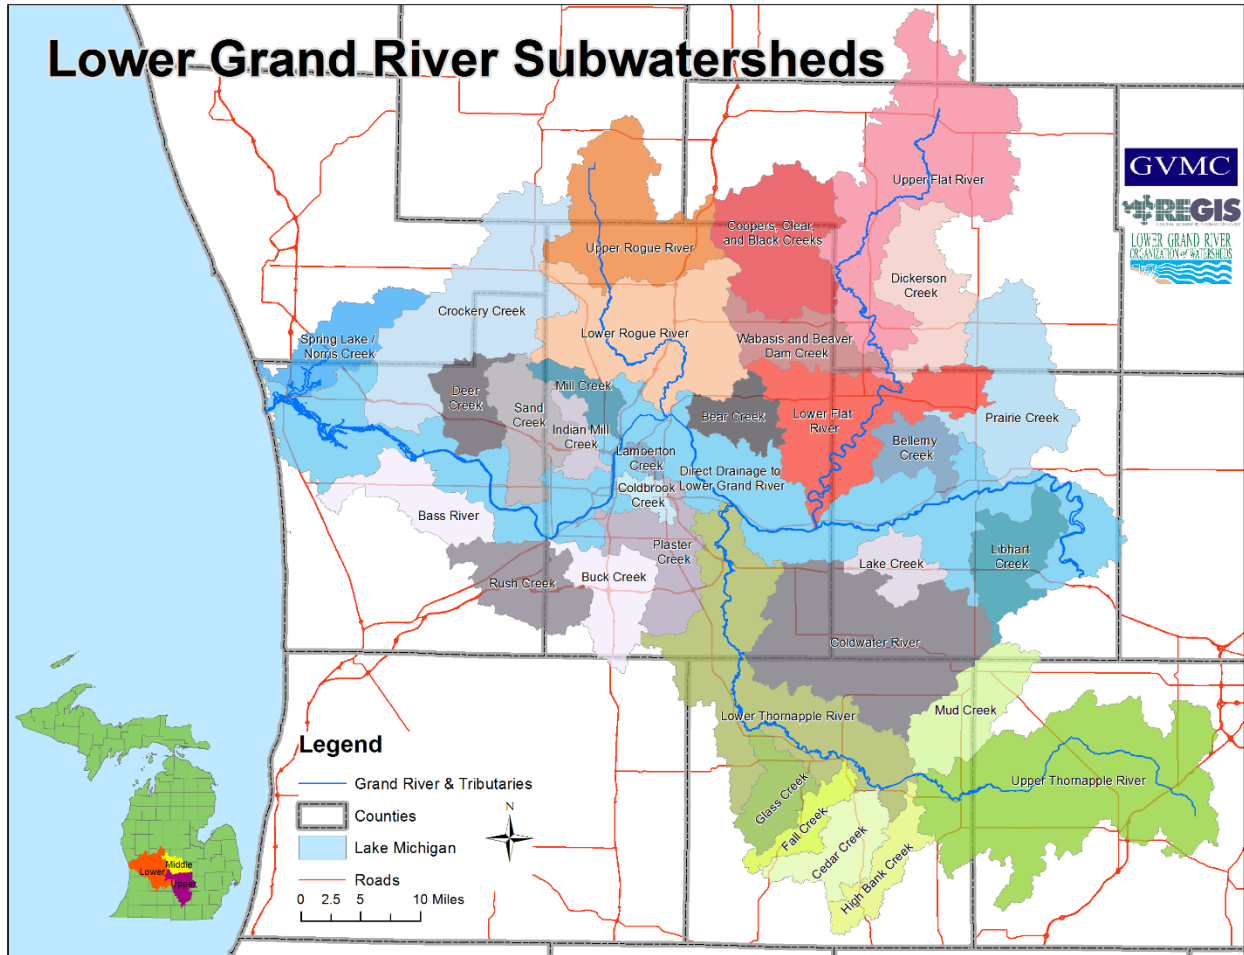 Lower Grand River Subwatersheds
GVMC
REGIS
LOWER GRAND RIVER
ORGANIZATION of WATERSHEDS
Upper Flat River
Coopers, Clear,
and Black Creeks
Upper Rogue River
Dickerson
Creek
Crockery Creek
Spring Lake /
Norris Creek
Lower Rogue River
Wabasis and Beaver
Dam Creek
Deer
Creek
Mill Creek
Sand
Creek
Indian Mill
Creek
Bear Creek
Lower Flat
River
Prairie Creek
Bellemy
Creek
Lamberton
Creek
Direct Drainage to
Lower Grand River
Coldbrook
Creek
Bass River
Plaster
Creek
Rush Creek
Buck Creek
Lake Creek
Libhart
Creek
Coldwater River
Mud Creek
Lower Thornapple River
Upper Thornapple River
Glass Creek
Fall Creek
Cedar Creek
High Bank Creek
Legend
Grand River & Tributaries
Counties
Lake Michigan
Roads
0 2.5 5 10 Miles
N
Lower
Middle
Upper